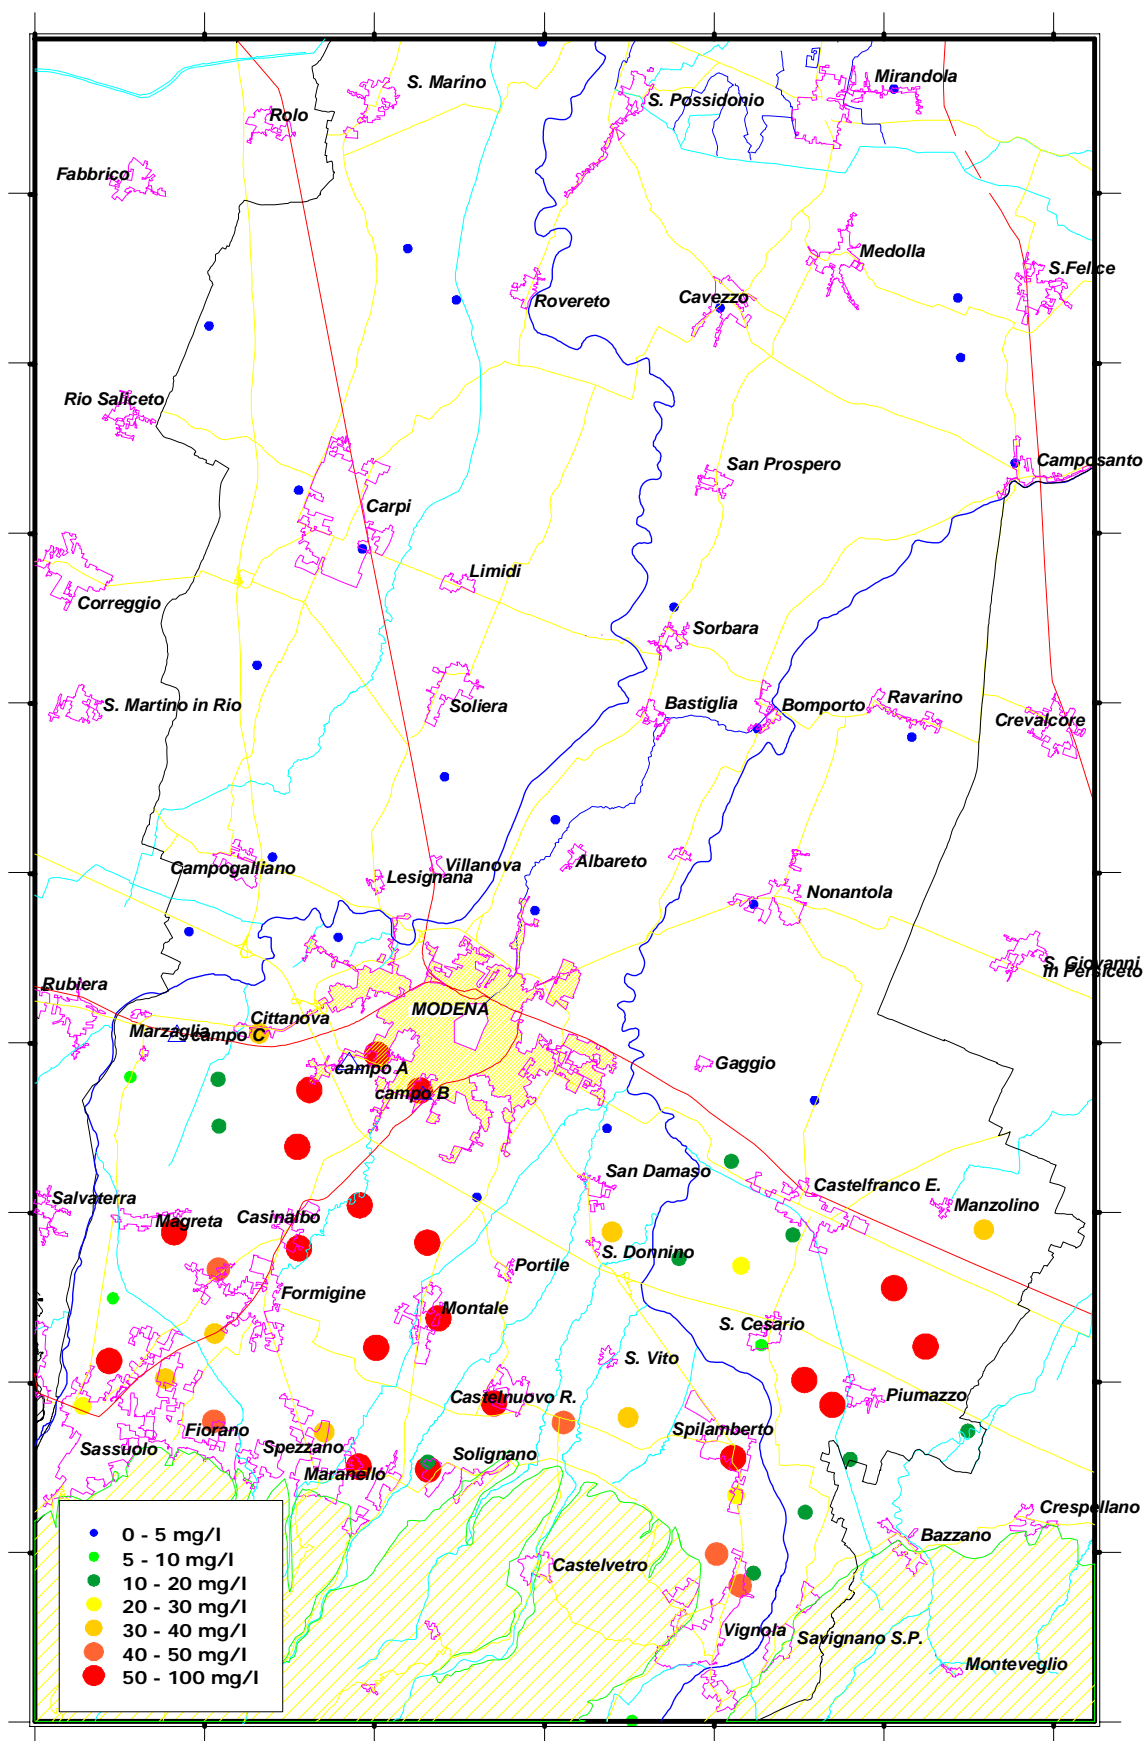 Mirandola
S. Marino
S. Possidonio
Rolo
Fabbrico
Medolla
S.Felice
Cavezzo
Rovereto
Rio Saliceto
Camposanto
San Prospero
Carpi
Limidi
Correggio
Sorbara
Ravarino
S. Martino in Rio
Soliera
Bastiglia
Bomporto
Crevalcore
Albareto
Villanova
Campogalliano
Lesignana
Nonantola
S. Giovanni
in Persiceto
Rubiera
MODENA
Cittanova
Marzaglia
campo C
Gaggio
campo A
campo B
San Damaso
Castelfranco E.
Salvaterra
Manzolino
Magreta
Casinalbo
S. Donnino
Portile
Formigine
Montale
S. Cesario
S. Vito
Piumazzo
Castelnuovo R.
Fiorano
Spilamberto
Sassuolo
Spezzano
Solignano
Maranello
Crespellano
0 - 5 mg/l
5 - 10 mg/l
10 - 20 mg/l
20 - 30 mg/l
30 - 40 mg/l
40 - 50 mg/l
50 - 100 mg/l
Bazzano
Castelvetro
Vignola
Savignano S.P.
Monteveglio